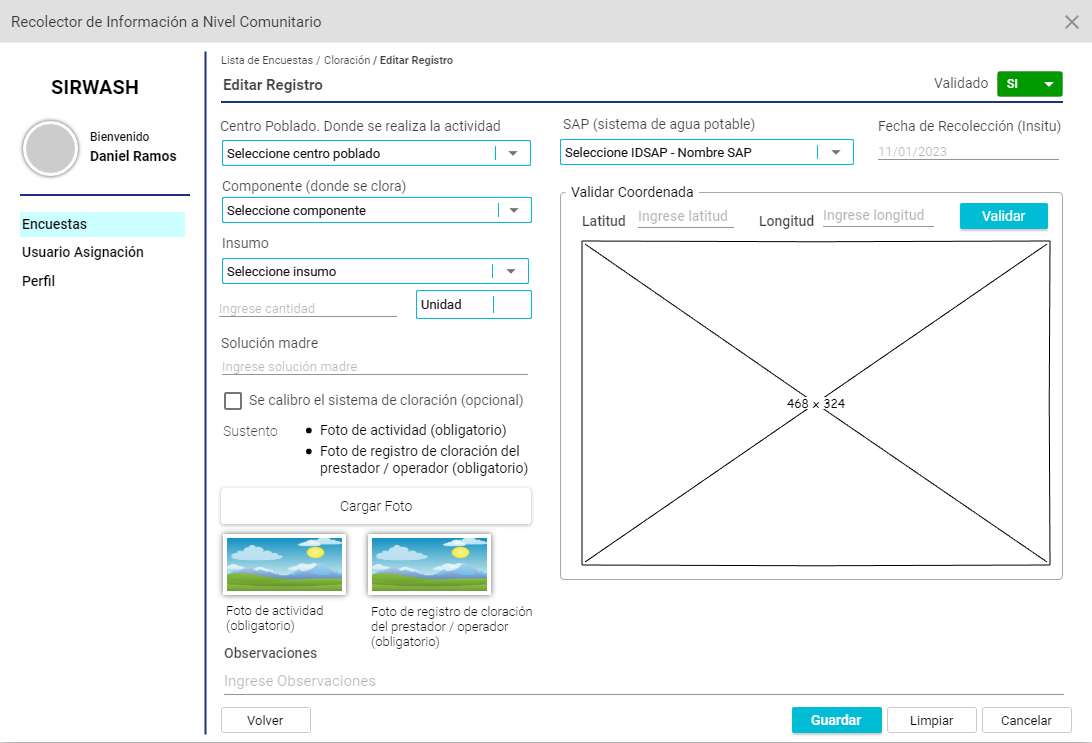 Recolector de Información a Nivel Comunitario
SIRWASH
Bienvenido
Daniel Ramos
Encuestas
Usuario Asignación
Perfil
Lista de Encuestas / Cloración / Editar Registro
Editar Registro
Validado
SI
Centro Poblado. Donde se realiza la actividad
Seleccione centro poblado
SAP (sistema de agua potable)
Seleccione IDSAP - Nombre SAP
Fecha de Recolección (Insitu)
11/01/2023
Componente (donde se clora)
Seleccione componente
Insumo
Seleccione insumo
Ingrese cantidad
Unidad
Solución madre
Ingrese solución madre
Se calibro el sistema de cloración (opcional)
Sustento
• Foto de actividad (obligatorio)
• Foto de registro de cloración del
prestador / operador (obligatorio)
Cargar Foto
Foto de actividad
(obligatorio)
Foto de registro de cloración
del prestador / operador
(obligatorio)
Validar Coordenada
Latitud
Ingrese latitud
Longitud
Ingrese longitud
Validar
468 x 324
Observaciones
Ingrese Observaciones
Volver
Guardar
Limpiar
Cancelar